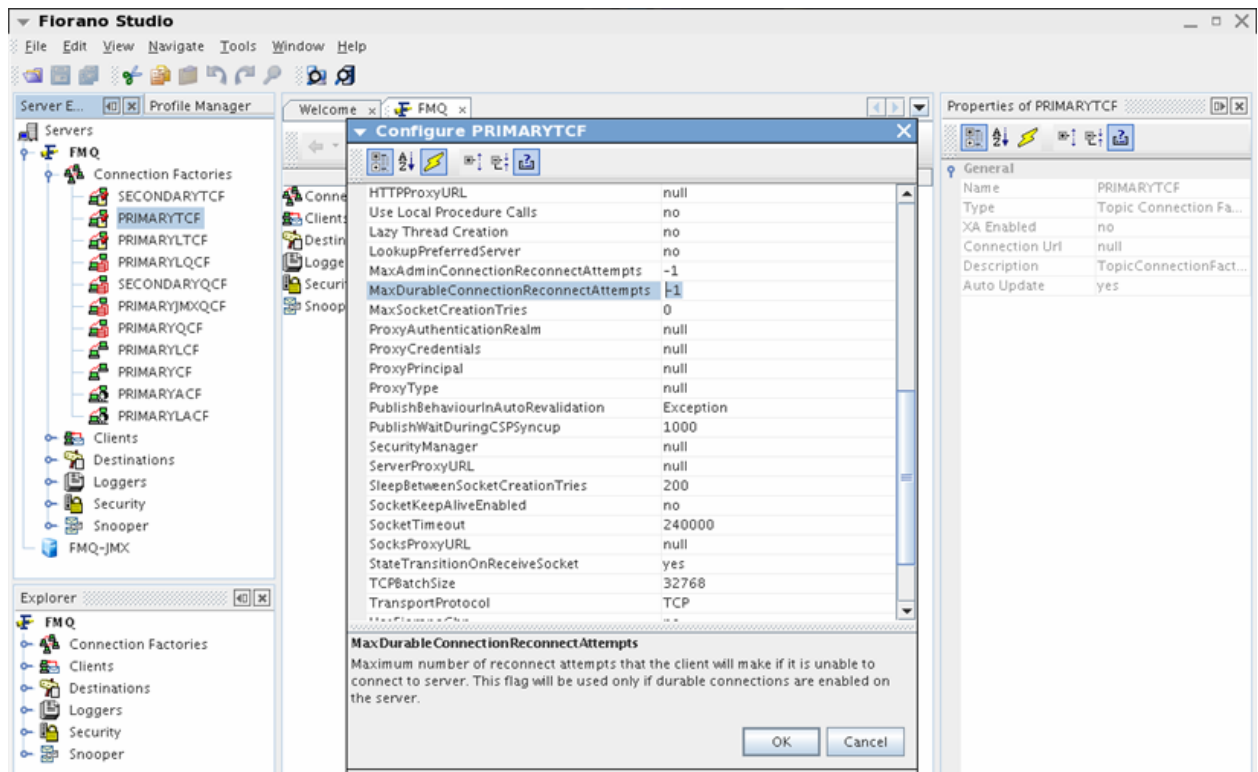 Fiorano Studio
File Edit View Navigate Tools Window Help
Server E... Profile Manager
Servers
FMQ
Connection Factories
SECONDARYTCF
PRIMARYTCF
PRIMARYLTCF
PRIMARYLQCF
SECONDARYQCF
PRIMARYJMXQCF
PRIMARYQCF
PRIMARYLCF
PRIMARYCF
PRIMARYACF
PRIMARYLACF
Clients
Destinations
Loggers
Security
Snooper
FMQ-JMX
Explorer
FMQ
Connection Factories
Clients
Destinations
Loggers
Security
Snooper
Welcome x FMQ x
Conne
Clients
Destin
Logge
Securi
Snoop
Configure PRIMARYTCF
HTTPProxyURL null
Use Local Procedure Calls no
Lazy Thread Creation no
LookupPreferredServer no
MaxAdminConnectionReconnectAttempts -1
MaxDurableConnectionReconnectAttempts -1
MaxSocketCreationTries 0
ProxyAuthenticationRealm null
ProxyCredentials null
ProxyPrincipal null
ProxyType null
PublishBehaviourInAutoRevalidation Exception
PublishWaitDuringCSPSyncup 1000
SecurityManager null
ServerProxyURL null
SleepBetweenSocketCreationTries 200
SocketKeepAliveEnabled no
SocketTimeout 240000
SocksProxyURL null
StateTransitionOnReceiveSocket yes
TCPBatchSize 32768
TransportProtocol TCP
MaxDurableConnectionReconnectAttempts
Maximum number of reconnect attempts that the client will make if it is unable to
connect to server. This flag will be used only if durable connections are enabled on
the server.
OK Cancel
Properties of PRIMARYTCF
General
Name PRIMARYTCF
Type Topic Connection Fa...
XA Enabled no
Connection Url null
Description TopicConnectionFact...
Auto Update yes